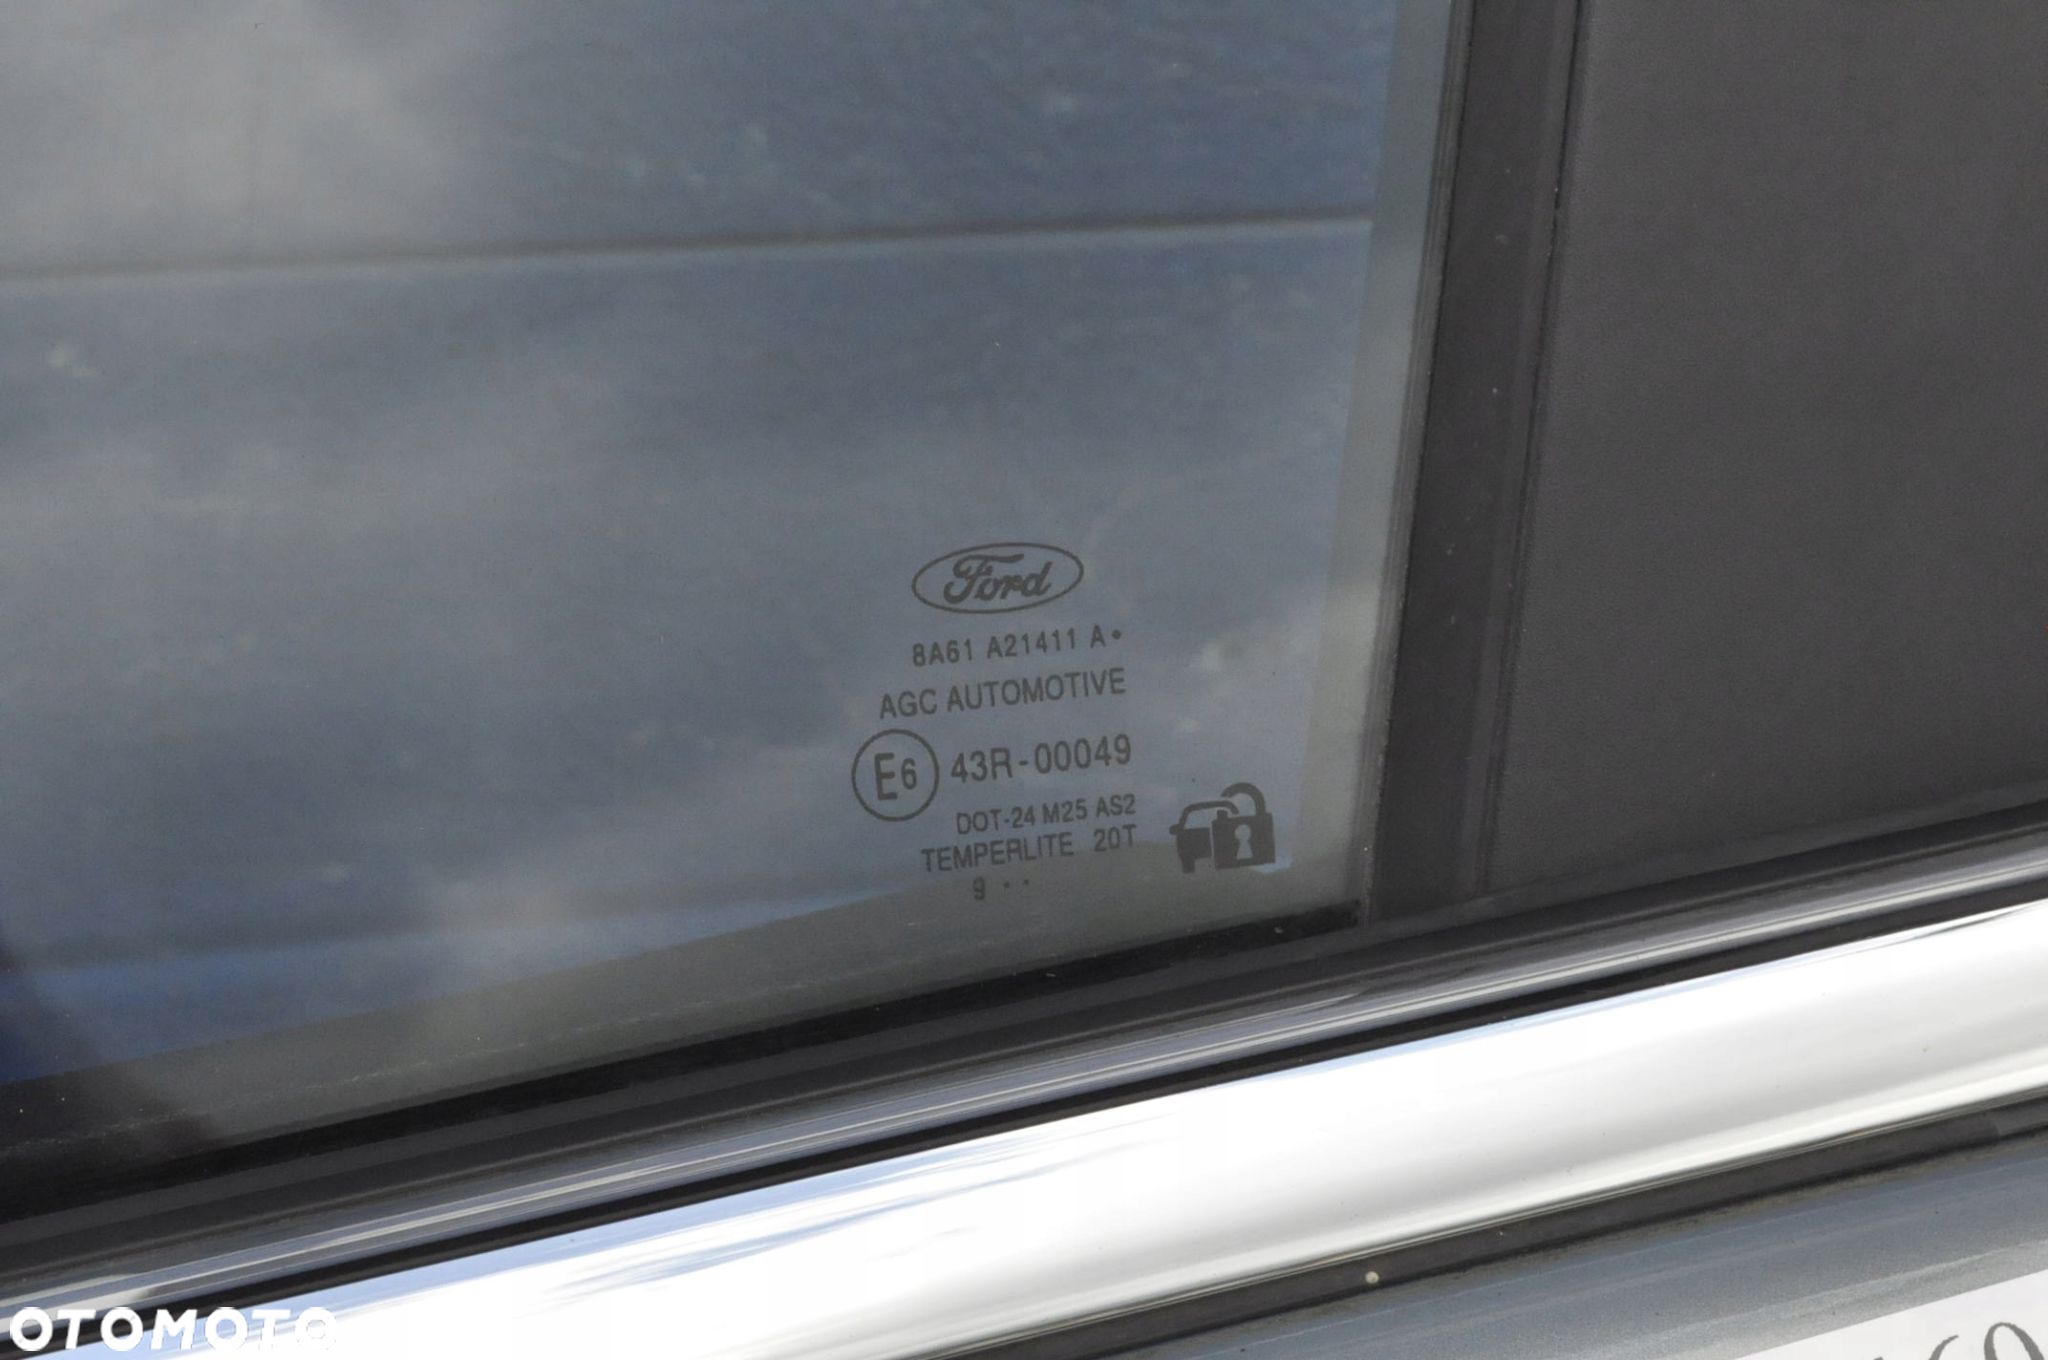 Ford
8A61 A21411 A•
AGC AUTOMOTIVE
E6 43R-00049
DOT-24 M25 AS2
TEMPERLITE 20T
9 • •
OTOMOTO